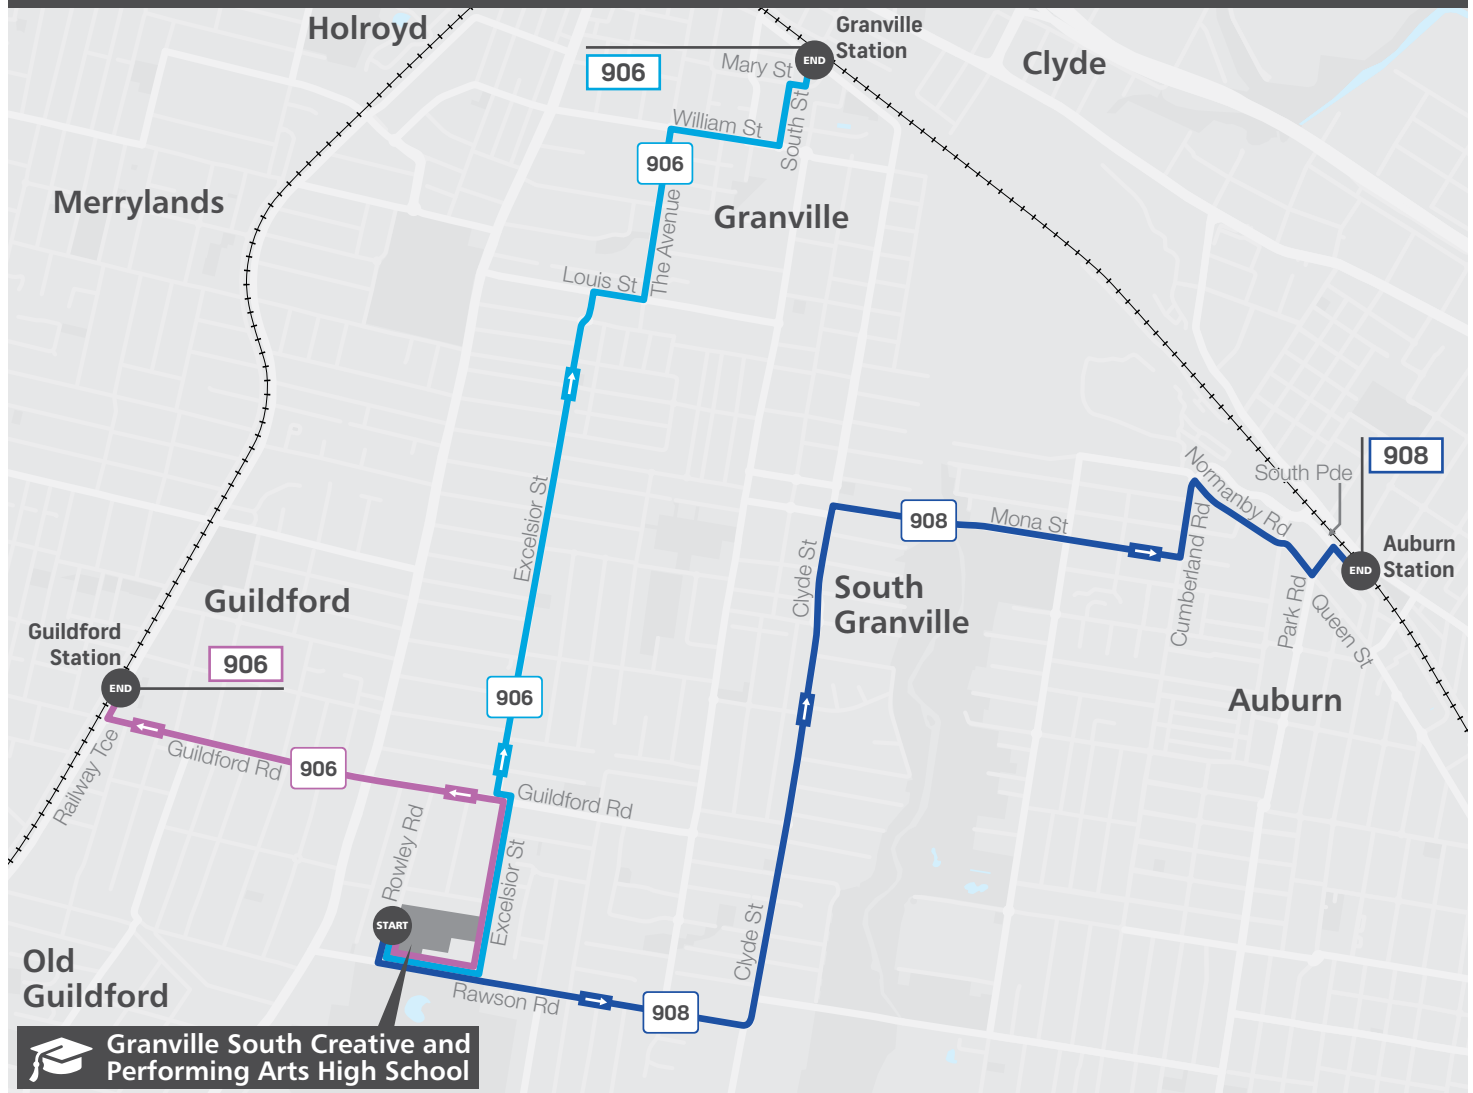 Holroyd
Granville
Station
906
Mary St
END
Clyde
William St
South St
906
Merrylands
The Avenue
Granville
Louis St
908
Normanby Rd
South Pde
Excelsior St
908
Mona St
Cumberland Rd
Clyde St
Auburn
Station
END
South
Granville
Park Rd
Queen St
Guildford
Guildford
Station
906
END
906
Auburn
Railway Tce
Guildford Rd
906
Guildford Rd
Rowley Rd
Excelsior St
START
Clyde St
Old
Guildford
Rawson Rd
908
Granville South Creative and
Performing Arts High School